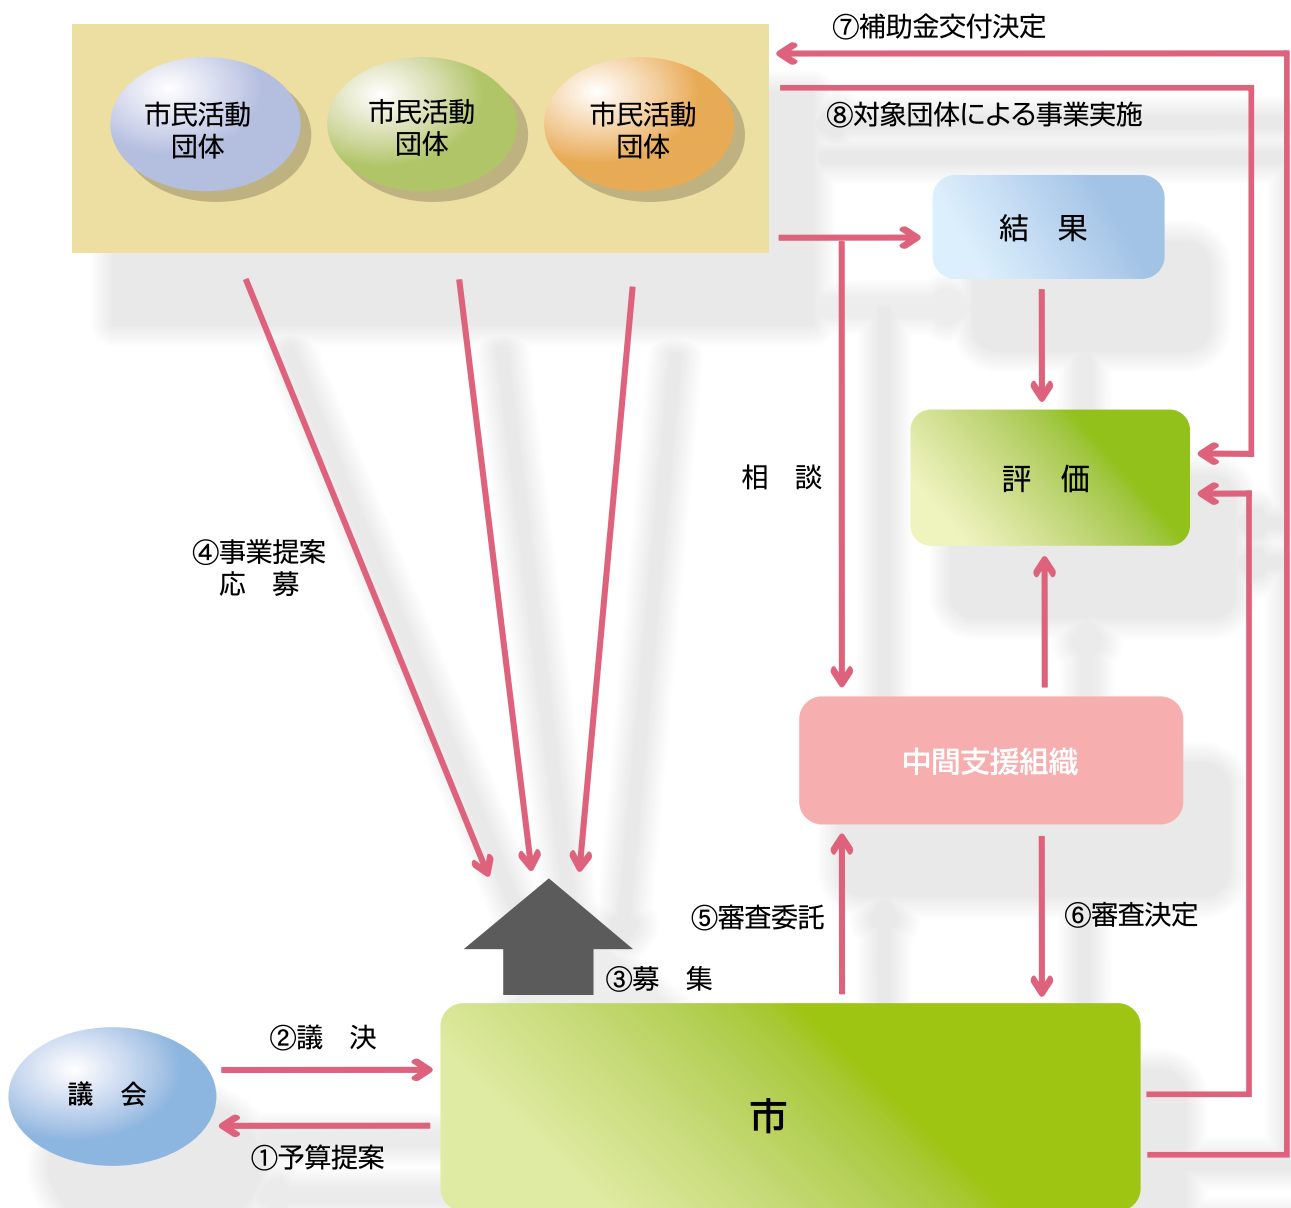 ⑦補助金交付決定
市民活動
団体
市民活動
団体
市民活動
団体
⑧対象団体による事業実施
結　果
相　談
評　価
④事業提案
応　募
中間支援組織
⑤審査委託
⑥審査決定
③募　集
②議　決
議　会
市
①予算提案